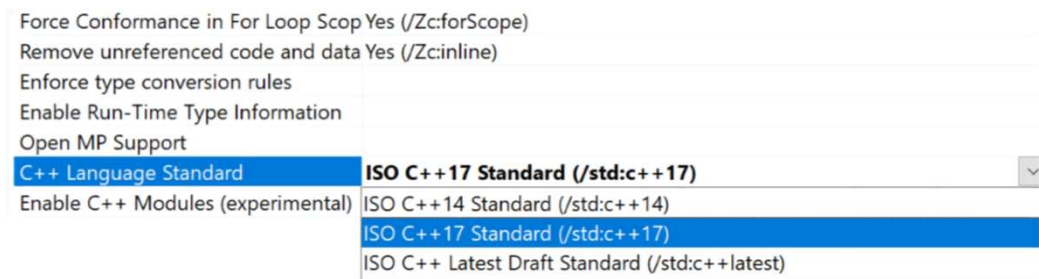 Force Conformance in For Loop Scop Yes (/Zc:forScope)
Remove unreferenced code and data Yes (/Zc:inline)
Enforce type conversion rules
Enable Run-Time Type Information
Open MP Support
C++ Language Standard ISO C++17 Standard (/std:c++17)
Enable C++ Modules (experimental) ISO C++14 Standard (/std:c++14)
ISO C++17 Standard (/std:c++17)
ISO C++ Latest Draft Standard (/std:c++latest)